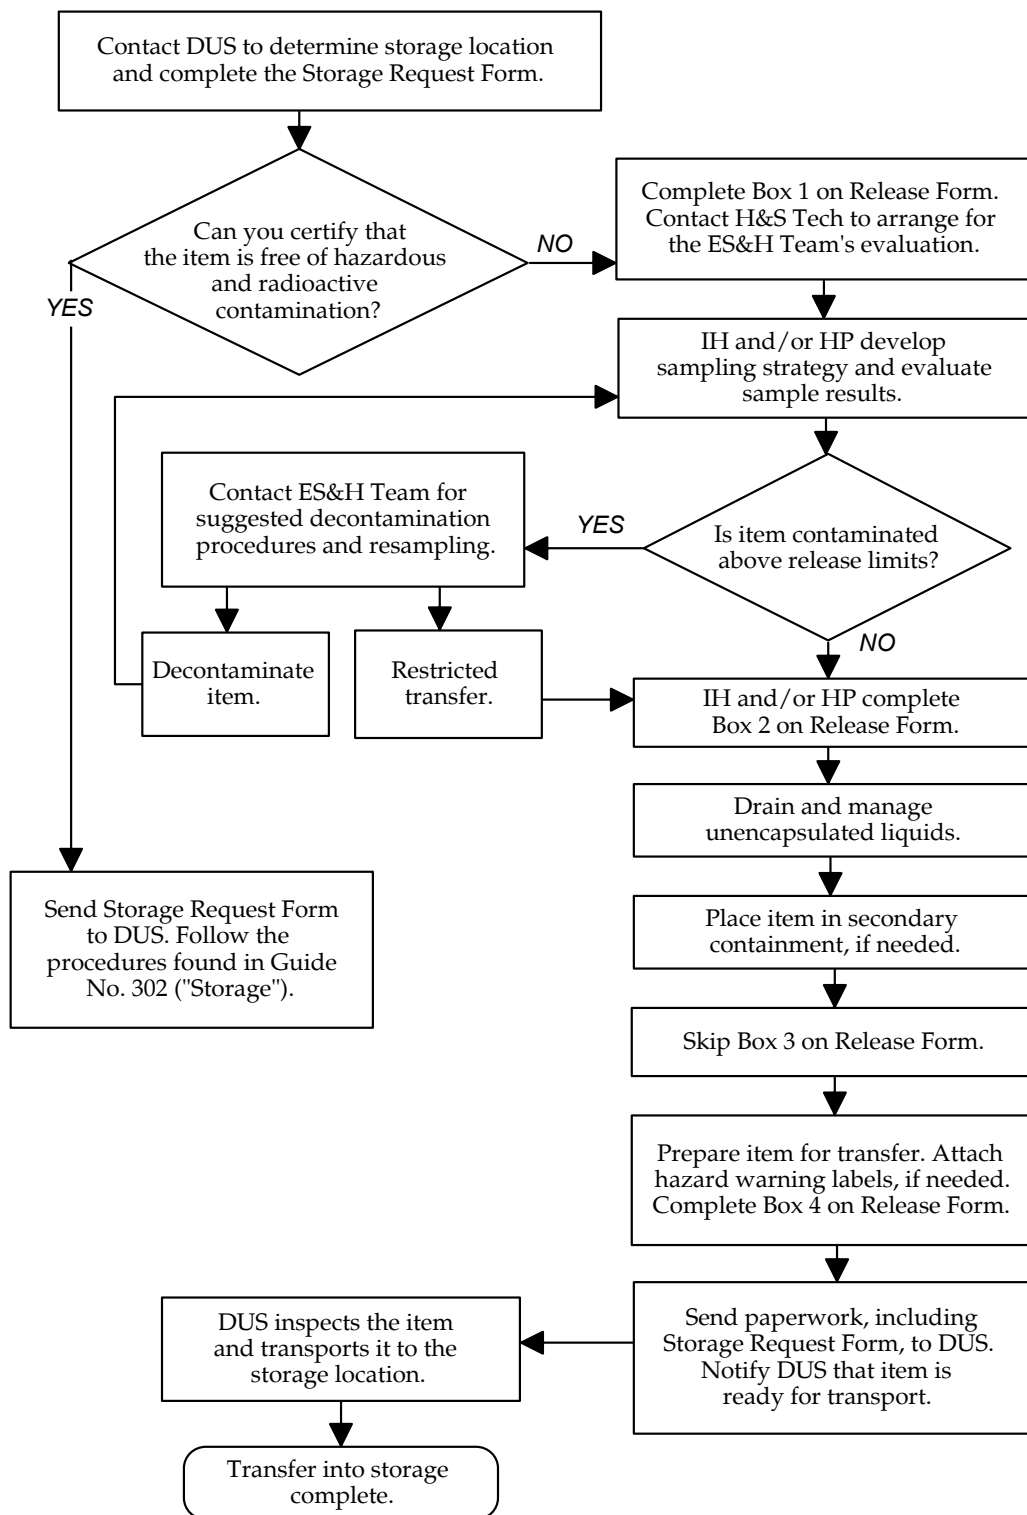 Contact DUS to determine storage location
and complete the Storage Request Form.
Can you certify that
the item is free of hazardous
and radioactive
contamination?
NO
YES
Complete Box 1 on Release Form.
Contact H&S Tech to arrange for
the ES&H Team's evaluation.
IH and/or HP develop
sampling strategy and evaluate
sample results.
Is item contaminated
above release limits?
YES
NO
Contact ES&H Team for
suggested decontamination
procedures and resampling.
Decontaminate
item.
Restricted
transfer.
IH and/or HP complete
Box 2 on Release Form.
Drain and manage
unencapsulated liquids.
Send Storage Request Form
to DUS. Follow the
procedures found in Guide
No. 302 ("Storage").
Place item in secondary
containment, if needed.
Skip Box 3 on Release Form.
Prepare item for transfer. Attach
hazard warning labels, if needed.
Complete Box 4 on Release Form.
Send paperwork, including
Storage Request Form, to DUS.
Notify DUS that item is
ready for transport.
DUS inspects the item
and transports it to the
storage location.
Transfer into storage
complete.